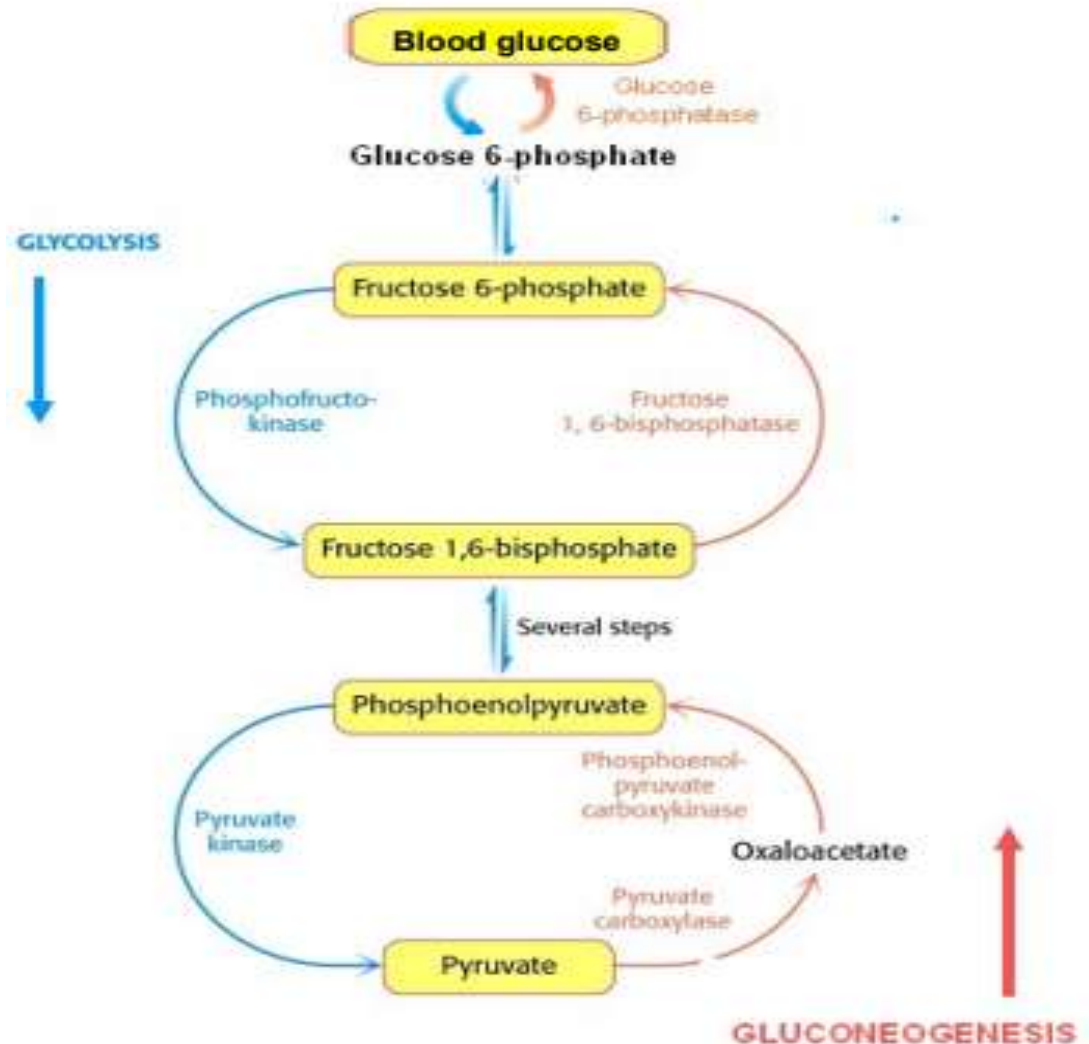 Blood glucose
Glucose
6-phosphatase
Glucose 6-phosphate
GLYCOLYSIS
Fructose 6-phosphate
Phosphofructo-
kinase
Fructose
1, 6-bisphosphatase
Fructose 1,6-bisphosphate
Several steps
Phosphoenolpyruvate
Phosphoenol-
pyruvate
carboxykinase
Pyruvate
kinase
Oxaloacetate
Pyruvate
carboxylase
Pyruvate
GLUCONEOGENESIS